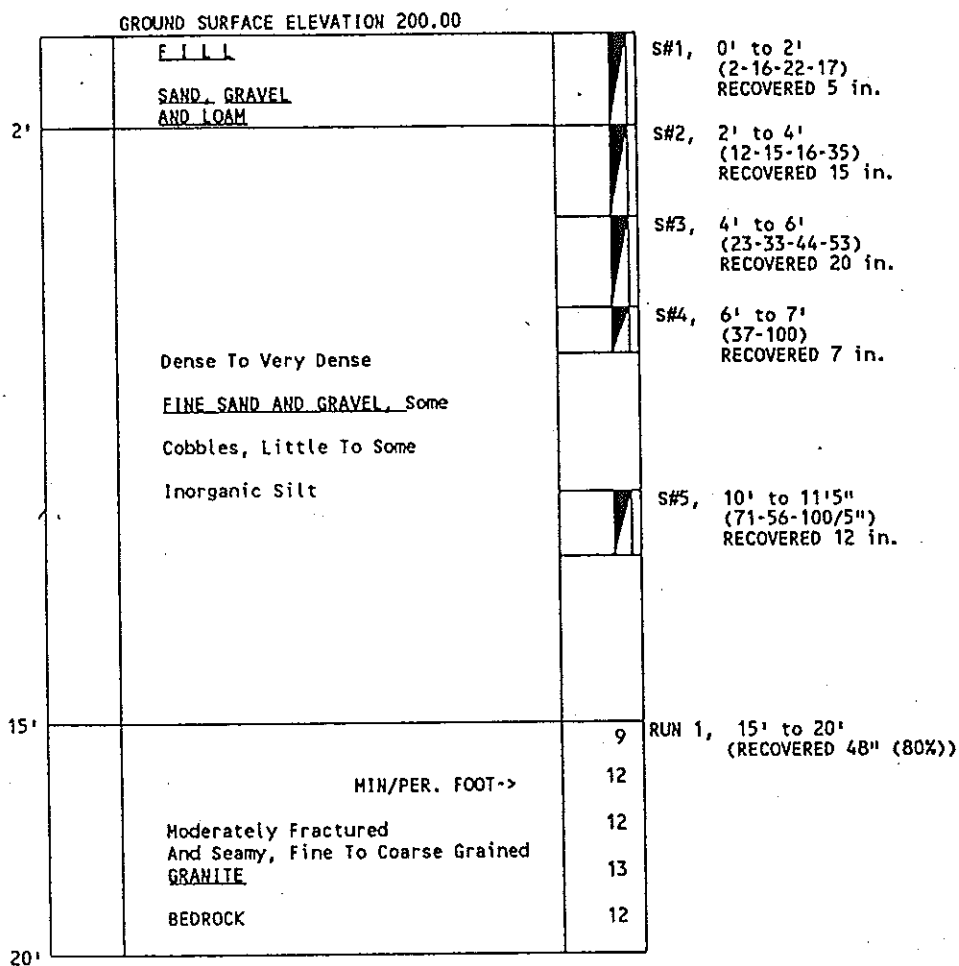 GROUND SURFACE ELEVATION 200.00
F I L L
SAND, GRAVEL
AND LOAM
2'
S#1, 0' to 2'
(2-16-22-17)
RECOVERED 5 in.
S#2, 2' to 4'
(12-15-16-35)
RECOVERED 15 in.
S#3, 4' to 6'
(23-33-44-53)
RECOVERED 20 in.
S#4, 6' to 7'
(37-100)
RECOVERED 7 in.
Dense To Very Dense
FINE SAND AND GRAVEL, Some
Cobbles, Little To Some
Inorganic Silt
S#5, 10' to 11'5"
(71-56-100/5")
RECOVERED 12 in.
15'
9
RUN 1, 15' to 20'
(RECOVERED 48" (80%))
MIN/PER. FOOT->
12
Moderately Fractured
12
And Seamy, Fine To Coarse Grained
GRANITE
13
BEDROCK
12
20'